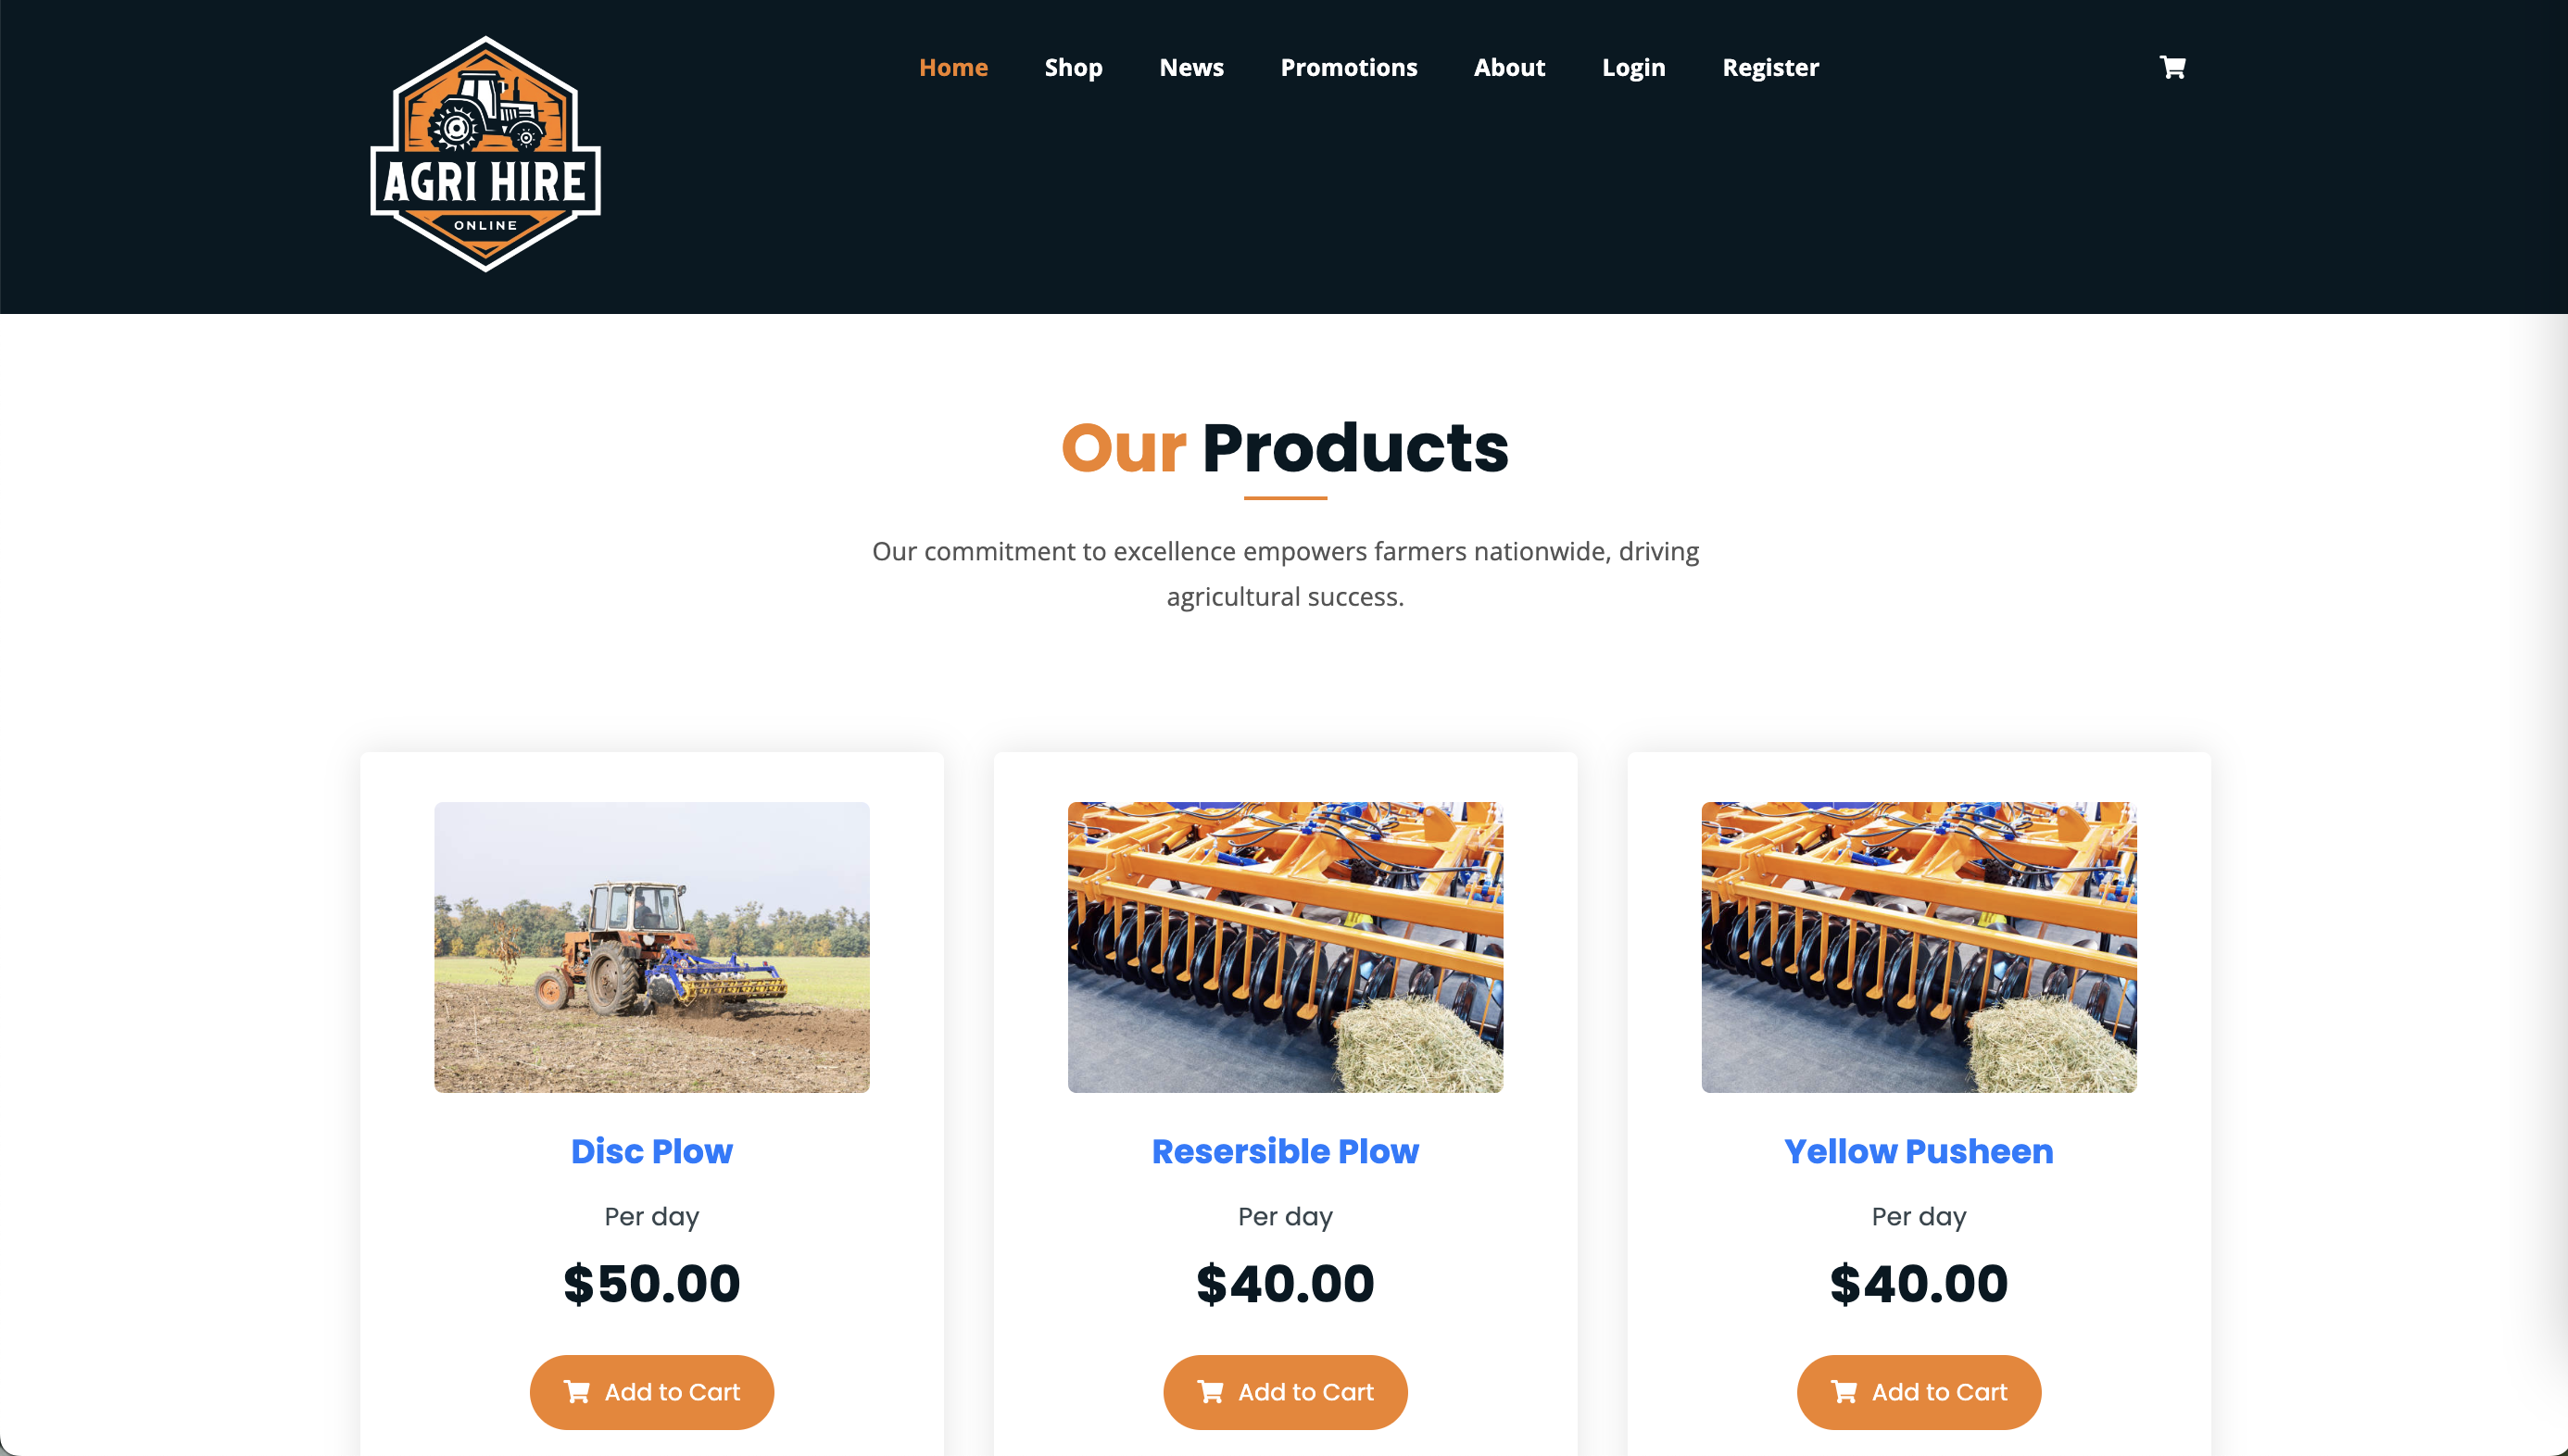 AGRI HIRE
ONLINE
Home Shop News Promotions About Login Register
Our Products
Our commitment to excellence empowers farmers nationwide, driving
agricultural success.
Disc Plow
Per day
$50.00
Add to Cart
Resersible Plow
Per day
$40.00
Add to Cart
Yellow Pusheen
Per day
$40.00
Add to Cart